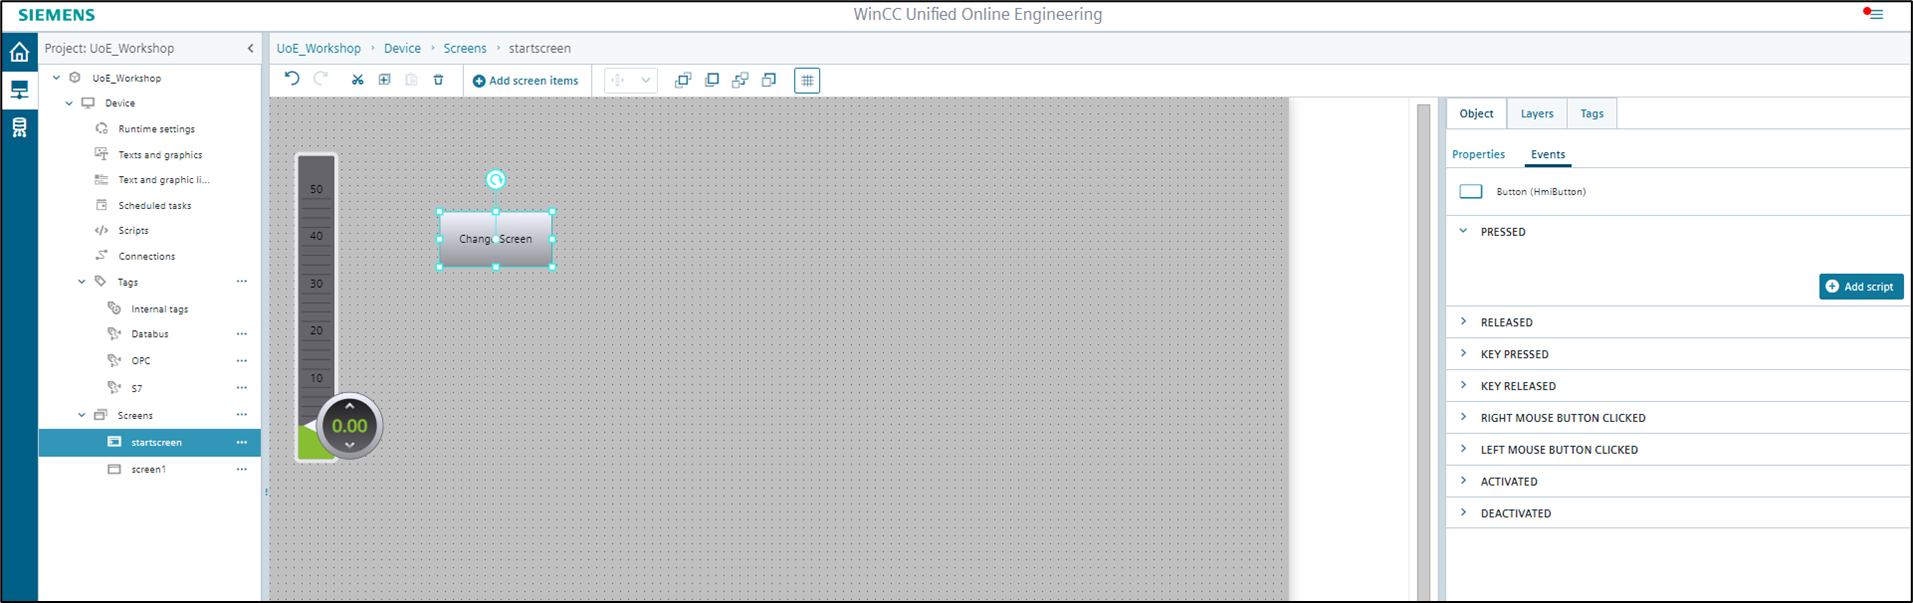 SIEMENS
WinCC Unified Online Engineering
Project: UoE_Workshop
UoE_Workshop
Device
Runtime settings
Texts and graphics
Text and graphic li...
Scheduled tasks
Scripts
Connections
Tags
Internal tags
Databus
OPC
S7
Screens
startscreen
screen1
UoE_Workshop › Device › Screens › startscreen
Add screen items
50
40
30
20
10
0.00
Change Screen
Object Layers Tags
Properties Events
Button (HmiButton)
PRESSED
Add script
RELEASED
KEY PRESSED
KEY RELEASED
RIGHT MOUSE BUTTON CLICKED
LEFT MOUSE BUTTON CLICKED
ACTIVATED
DEACTIVATED